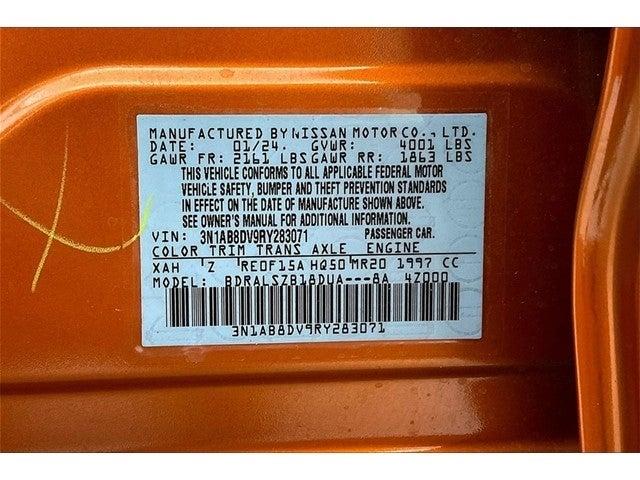 MANUFACTURED BY NISSAN MOTOR CO., LTD.
DATE: 01/24. GVWR: 4001 LBS
GAWR FR: 2161 LBS GAWR RR: 1863 LBS
THIS VEHICLE CONFORMS TO ALL APPLICABLE FEDERAL MOTOR
VEHICLE SAFETY, BUMPER AND THEFT PREVENTION STANDARDS
IN EFFECT ON THE DATE OF MANUFACTURE SHOWN ABOVE.
SEE OWNER'S MANUAL FOR ADDITIONAL INFORMATION.
VIN: 3N1AB8DV9RY283071 PASSENGER CAR.
COLOR TRIM TRANS AXLE ENGINE
XAH Z RE0F15A HQ50 MR20 1997 CC
MODEL: BDRALSZB18DUA---8A 4Z000
3N1AB8DV9RY283071